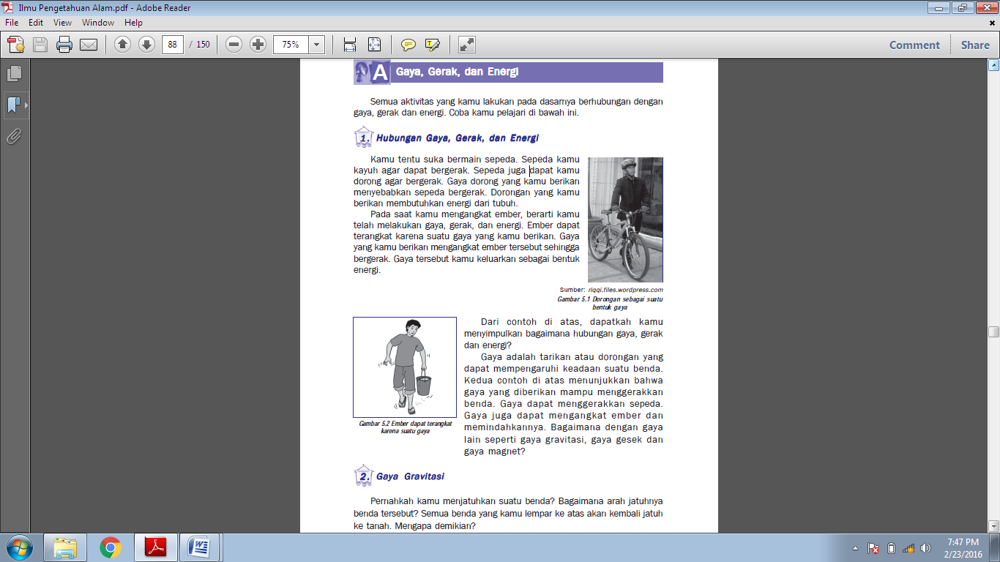 Ilmu Pengetahuan Alam.pdf - Adobe Reader
File Edit View Window Help
88 / 150 75% Comment Share
A Gaya, Gerak, dan Energi
Semua aktivitas yang kamu lakukan pada dasarnya berhubungan dengan
gaya, gerak dan energi. Coba kamu pelajari di bawah ini.
1. Hubungan Gaya, Gerak, dan Energi
Kamu tentu suka bermain sepeda. Sepeda kamu
kayuh agar dapat bergerak. Sepeda juga dapat kamu
dorong agar bergerak. Gaya dorong yang kamu berikan
menyebabkan sepeda bergerak. Dorongan yang kamu
berikan membutuhkan energi dari tubuh.
Pada saat kamu mengangkat ember, berarti kamu
telah melakukan gaya, gerak, dan energi. Ember dapat
terangkat karena suatu gaya yang kamu berikan. Gaya
yang kamu berikan mengangkat ember tersebut sehingga
bergerak. Gaya tersebut kamu keluarkan sebagai bentuk
energi.
Sumber: riqqi.files.wordpress.com
Gambar 5.1 Dorongan sebagai suatu
bentuk gaya
Dari contoh di atas, dapatkah kamu
menyimpulkan bagaimana hubungan gaya, gerak
dan energi?
Gaya adalah tarikan atau dorongan yang
dapat mempengaruhi keadaan suatu benda.
Kedua contoh di atas menunjukkan bahwa
gaya yang diberikan mampu menggerakkan
benda. Gaya dapat menggerakkan sepeda.
Gaya juga dapat mengangkat ember dan
memindahkannya. Bagaimana dengan gaya
lain seperti gaya gravitasi, gaya gesek dan
gaya magnet?
Gambar 5.2 Ember dapat terangkat
karena suatu gaya
2. Gaya Gravitasi
Pernahkah kamu menjatuhkan suatu benda? Bagaimana arah jatuhnya
benda tersebut? Semua benda yang kamu lempar ke atas akan kembali jatuh
ke tanah. Mengapa demikian?
7:47 PM
2/23/2016